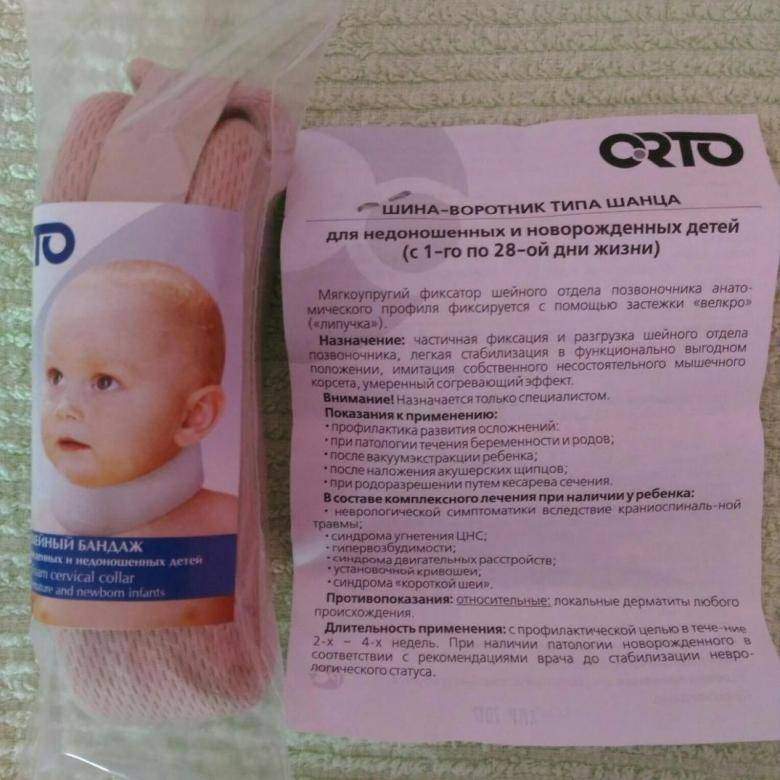 ORTO
ШИНА-ВОРОТНИК ТИПА ШАНЦА
для недоношенных и новорожденных детей
(с 1-го по 28-ой дни жизни)
Мягкоупругий фиксатор шейного отдела позвоночника анато-
мического профиля фиксируется с помощью застежки «велкро»
(«липучка»).
Назначение: частичная фиксация и разгрузка шейного отдела
позвоночника, легкая стабилизация в функционально выгодном
положении, имитация собственного несостоятельного мышечного
корсета, умеренный согревающий эффект.
Внимание! Назначается только специалистом.
Показания к применению:
• профилактика развития осложнений:
• при патологии течения беременности и родов;
• после вакуумэкстракции ребенка;
• после наложения акушерских щипцов;
• при родоразрешении путем кесарева сечения.
В составе комплексного лечения при наличии у ребенка:
• неврологической симптоматики вследствие краниоспиналь-ной
травмы;
• синдрома угнетения ЦНС;
• гипервозбудимости;
• синдрома двигательных расстройств;
• установочной кривошеи;
• синдрома «короткой шеи».
Противопоказания: относительные: локальные дерматиты любого
происхождения.
Длительность применения: с профилактической целью в тече-ние
2-х – 4-х недель. При наличии патологии новорожденного в
соответствии с рекомендациями врача до стабилизации невро-
логического статуса.
TO
ЕЙНЫЙ БАНДАЖ
денных и недоношенных детей
am cervical collar
ature and newborn infants